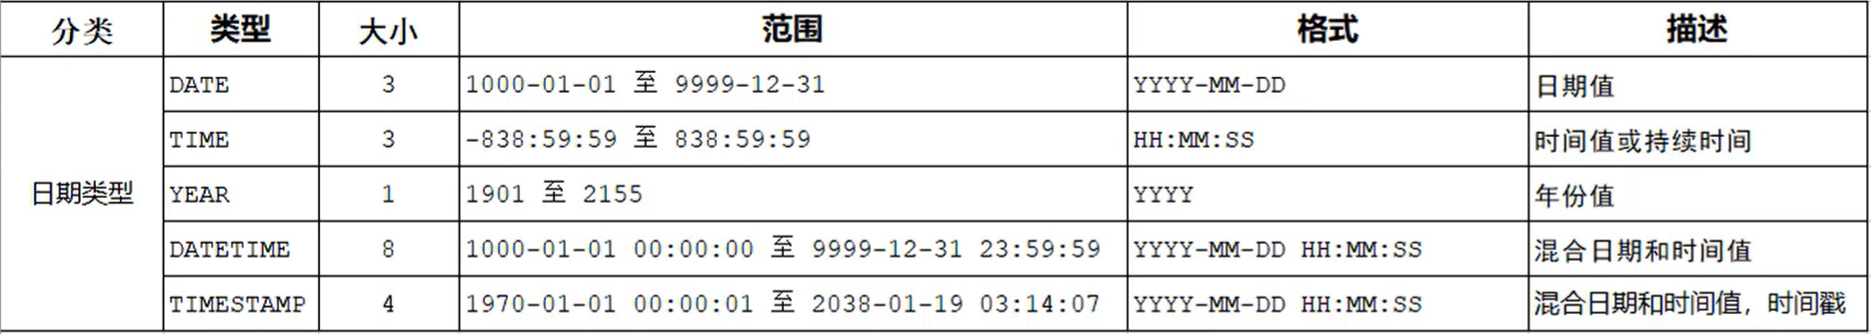 分类 类型 大小 范围 格式 描述
DATE 3 1000-01-01 至 9999-12-31 YYYY-MM-DD 日期值
TIME 3 -838:59:59 至 838:59:59 HH:MM:SS 时间值或持续时间
日期类型 YEAR 1 1901 至 2155 YYYY 年份值
DATETIME 8 1000-01-01 00:00:00 至 9999-12-31 23:59:59 YYYY-MM-DD HH:MM:SS 混合日期和时间值
TIMESTAMP 4 1970-01-01 00:00:01 至 2038-01-19 03:14:07 YYYY-MM-DD HH:MM:SS 混合日期和时间值，时间戳